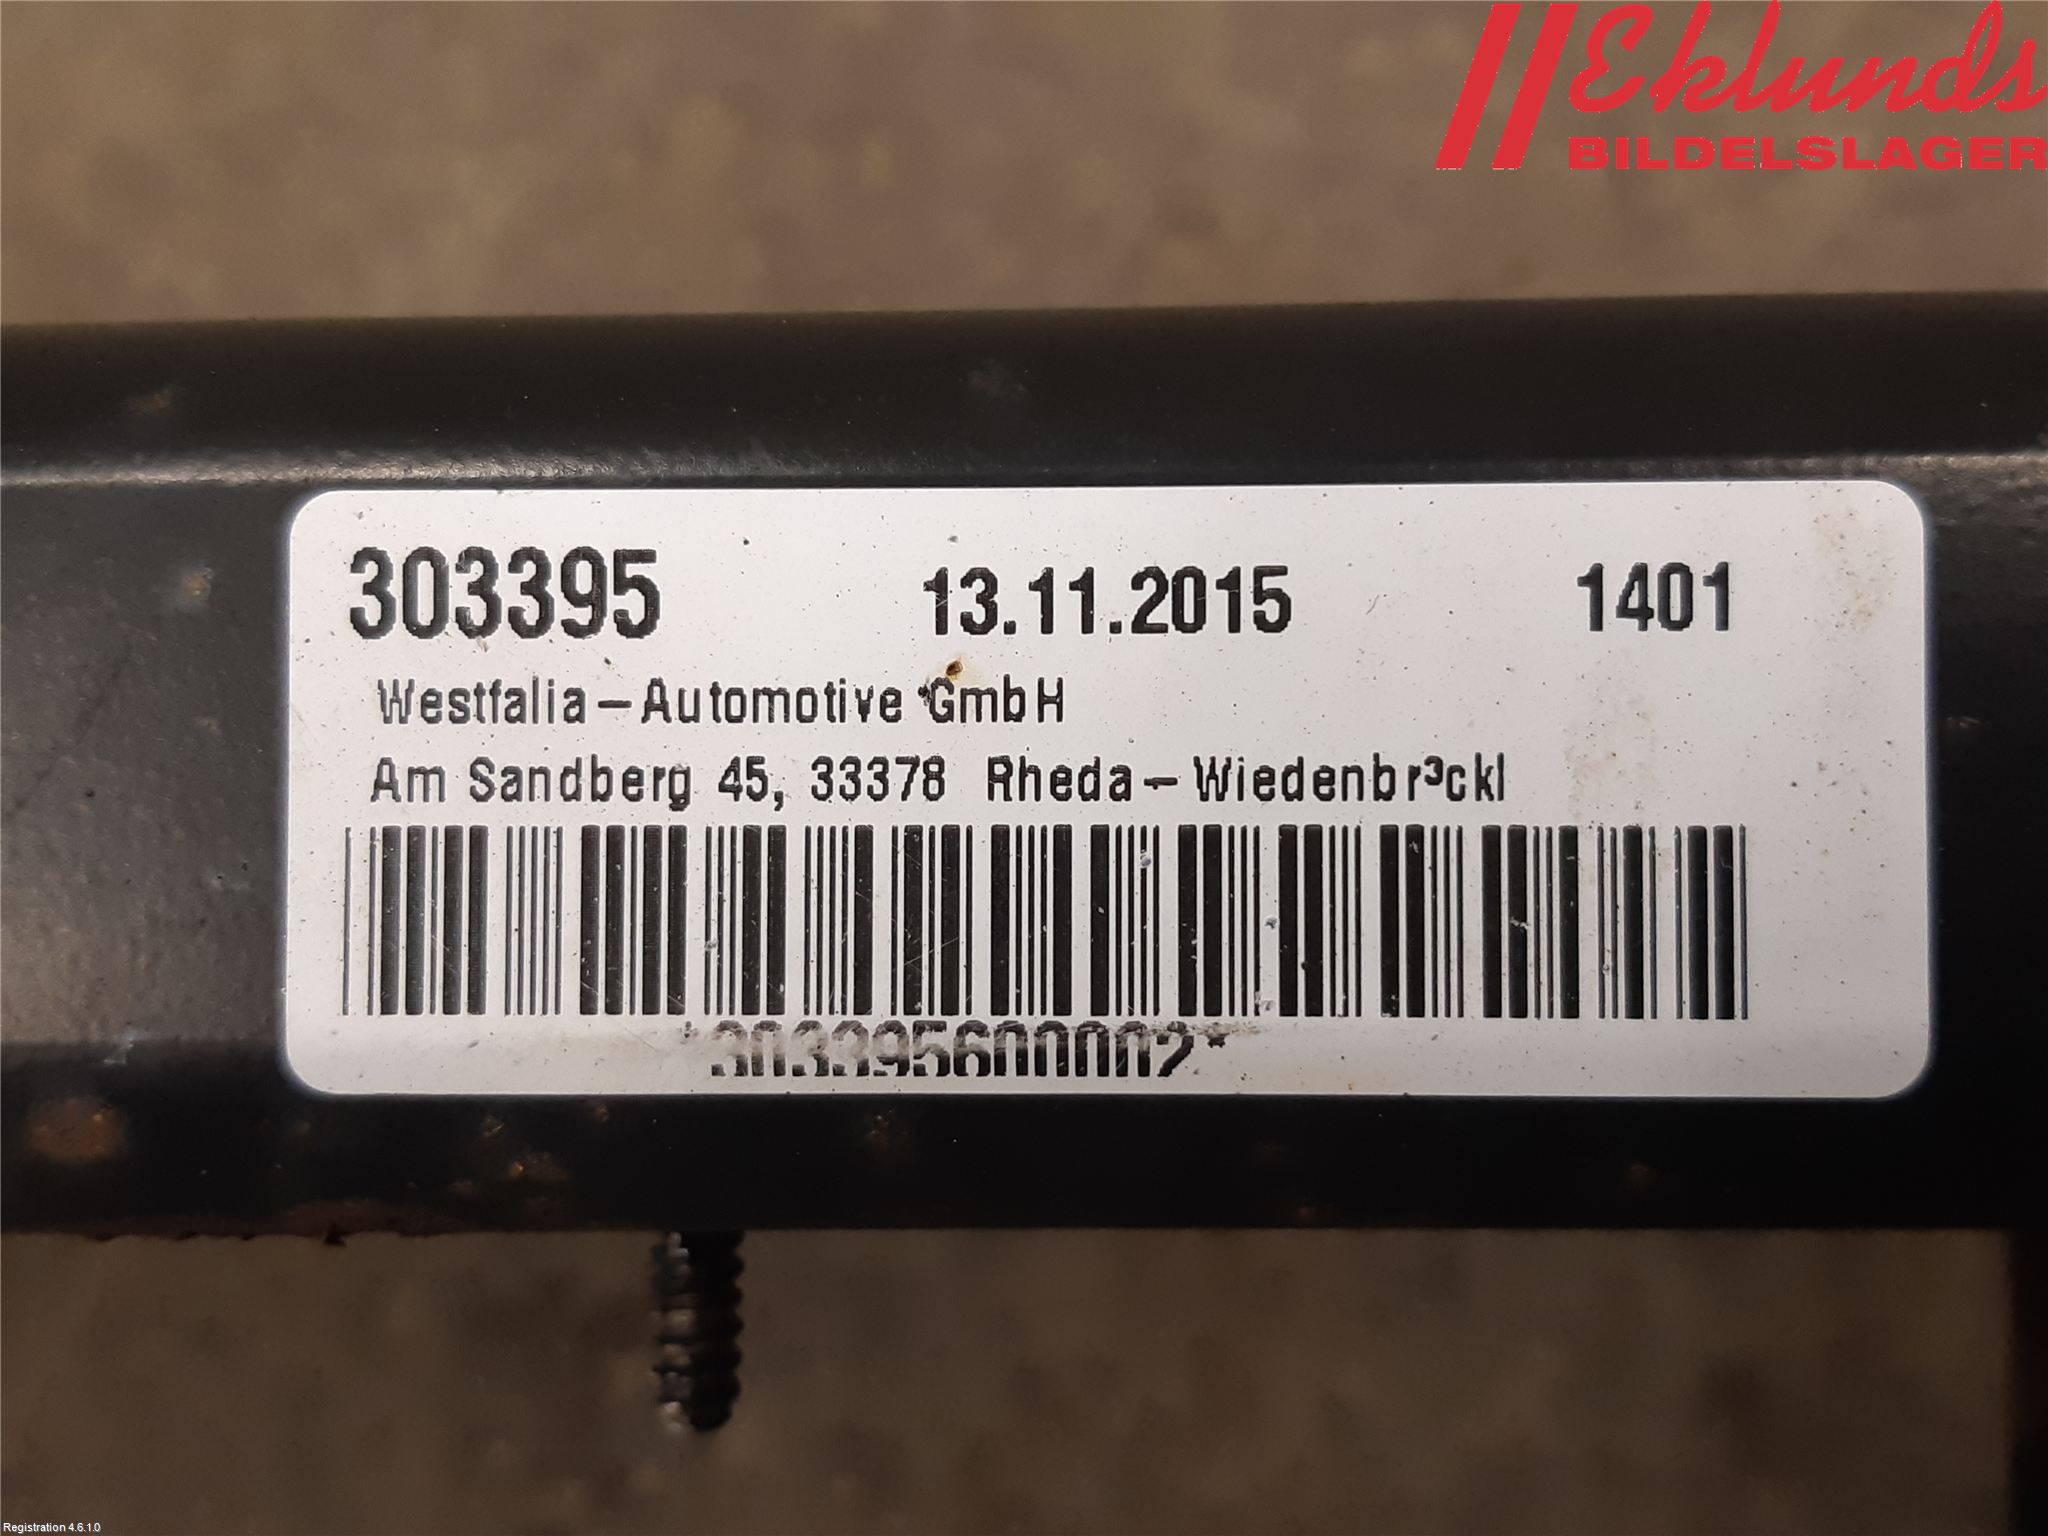 Eklunds
BILDELSLAGER
303395 13.11.2015 1401
Westfalia-Automotive GmbH
Am Sandberg 45, 33378 Rheda-Wiedenbr³ckl
*303395600002*
Registration 4.6.1.0